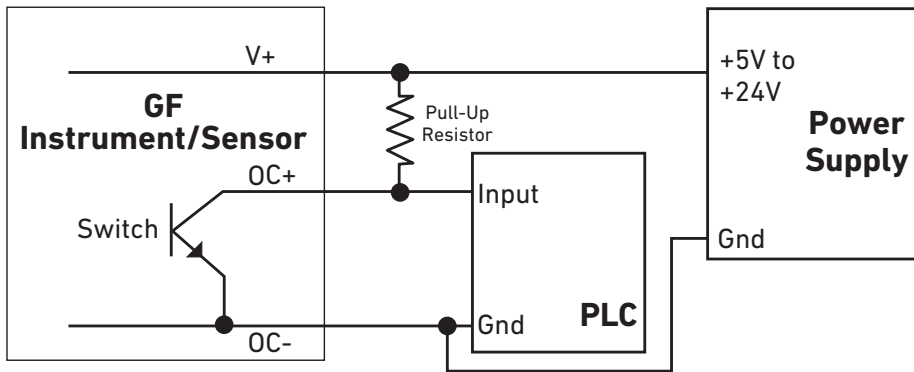 V+
GF
Instrument/Sensor
OC+
Switch
OC-
Pull-Up
Resistor
Input
Gnd
PLC
+5V to
+24V
Power
Supply
Gnd